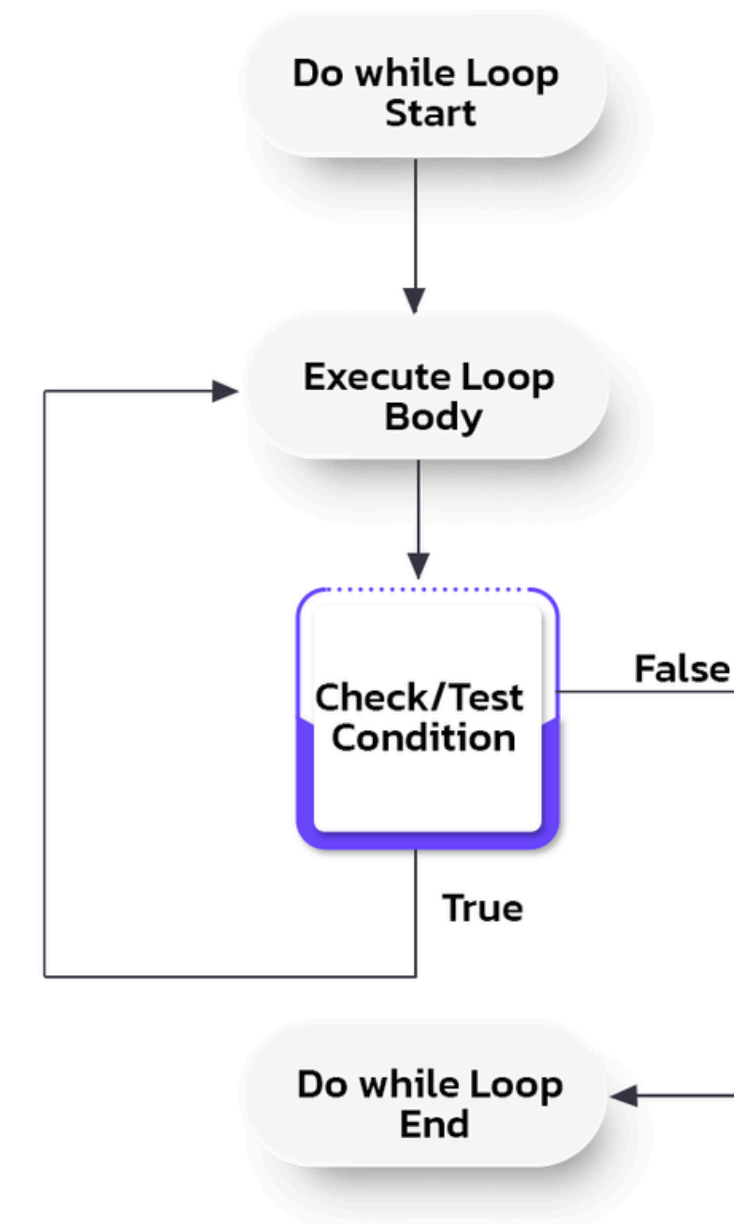 Do while Loop
Start
Execute Loop
Body
Check/Test
Condition
False
True
Do while Loop
End